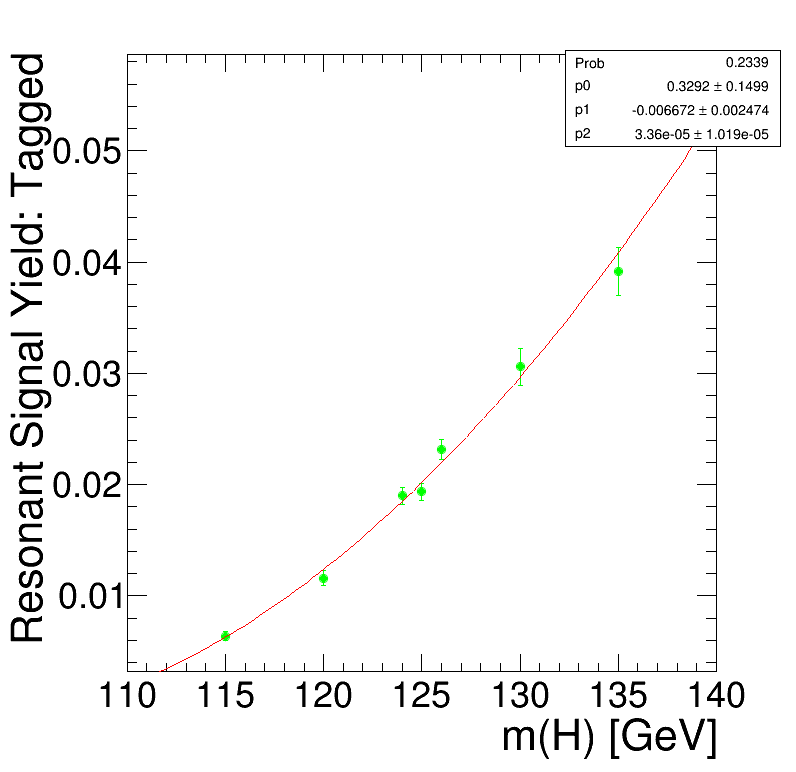 Prob 0.2339
p0 0.3292 ± 0.1499
p1 -0.006672 ± 0.002474
p2 3.36e-05 ± 1.019e-05
Resonant Signal Yield: Tagged
0.05
0.04
0.03
0.02
0.01
110 115 120 125 130 135 140
m(H) [GeV]